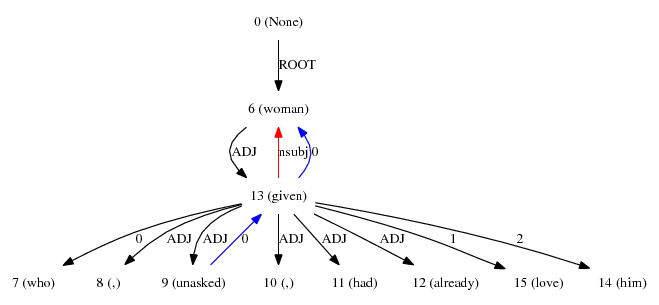 0 (None)
ROOT
6 (woman)
ADJ nsubj 0
13 (given)
0 ADJ ADJ 0 ADJ ADJ ADJ 1 2
7 (who) 8 (,) 9 (unasked) 10 (,) 11 (had) 12 (already) 15 (love) 14 (him)